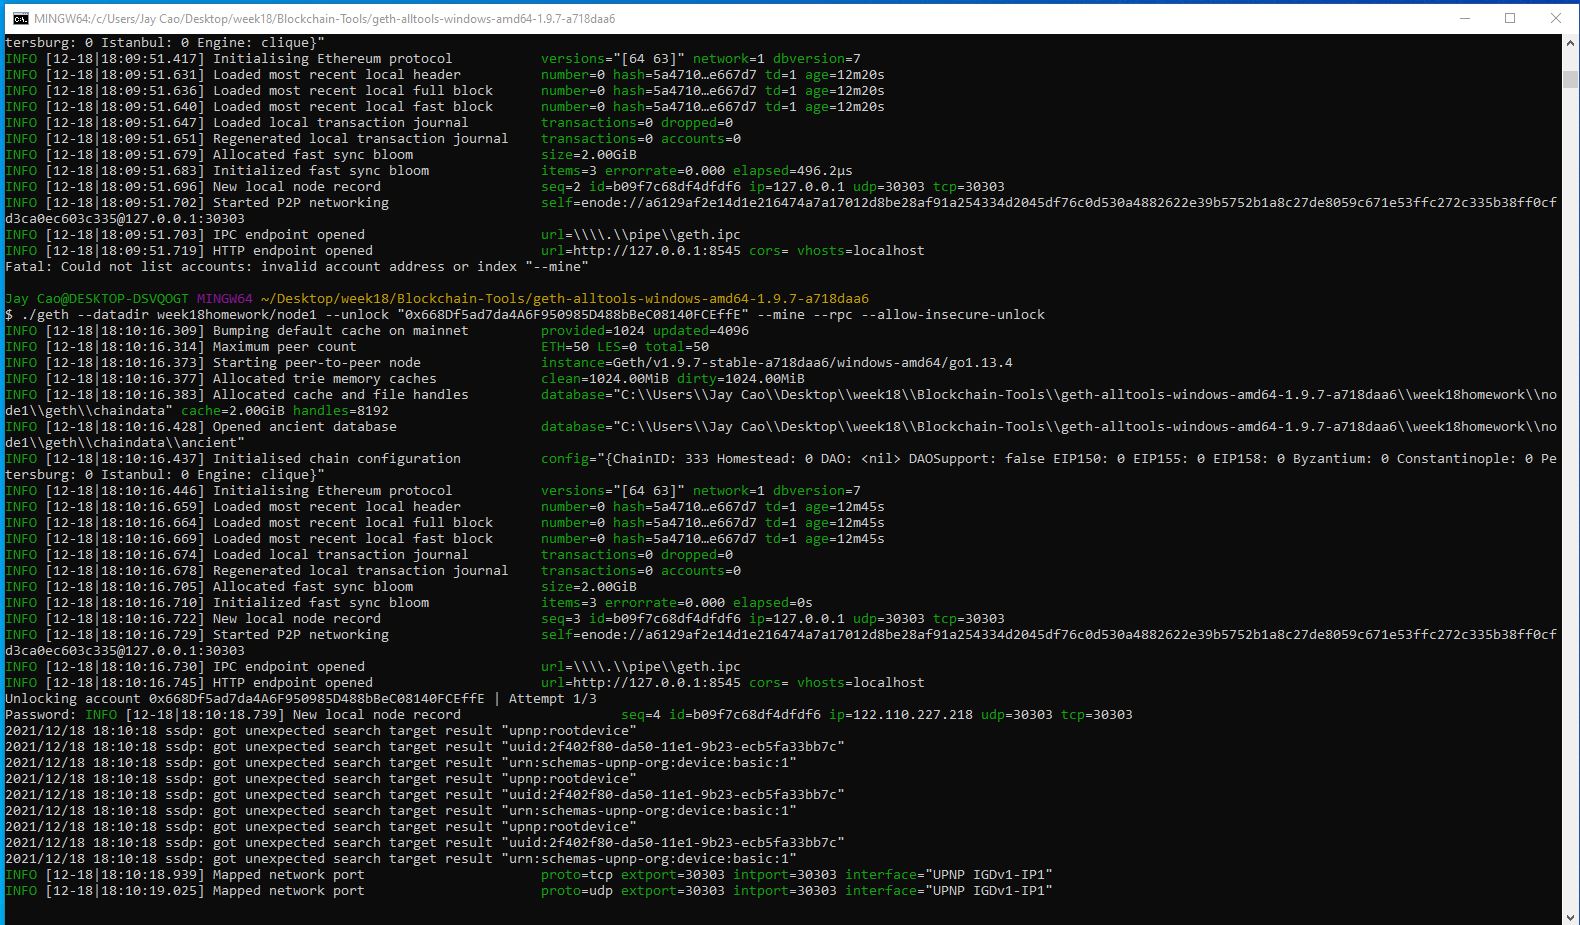 MINGW64:/c/Users/Jay Cao/Desktop/week18/Blockchain-Tools/geth-alltools-windows-amd64-1.9.7-a718daa6
tersburg: 0 Istanbul: 0 Engine: clique}"
INFO [12-18|18:09:51.417] Initialising Ethereum protocol versions="[64 63]" network=1 dbversion=7
INFO [12-18|18:09:51.631] Loaded most recent local header number=0 hash=5a4710…e667d7 td=1 age=12m20s
INFO [12-18|18:09:51.636] Loaded most recent local full block number=0 hash=5a4710…e667d7 td=1 age=12m20s
INFO [12-18|18:09:51.640] Loaded most recent local fast block number=0 hash=5a4710…e667d7 td=1 age=12m20s
INFO [12-18|18:09:51.647] Loaded local transaction journal transactions=0 dropped=0
INFO [12-18|18:09:51.651] Regenerated local transaction journal transactions=0 accounts=0
INFO [12-18|18:09:51.679] Allocated fast sync bloom size=2.00GiB
INFO [12-18|18:09:51.683] Initialized fast sync bloom items=3 errorrate=0.000 elapsed=496.2µs
INFO [12-18|18:09:51.696] New local node record seq=2 id=b09f7c68df4dfdf6 ip=127.0.0.1 udp=30303 tcp=30303
INFO [12-18|18:09:51.702] Started P2P networking self=enode://a6129af2e14d1e216474a7a17012d8be28af91a254334d2045df76c0d530a4882622e39b5752b1a8c27de8059c671e53ffc272c335b38ff0cf
d3ca0ec603c335@127.0.0.1:30303
INFO [12-18|18:09:51.703] IPC endpoint opened url=\\\\.\\pipe\\geth.ipc
INFO [12-18|18:09:51.719] HTTP endpoint opened url=http://127.0.0.1:8545 cors= vhosts=localhost
Fatal: Could not list accounts: invalid account address or index "--mine"
Jay Cao@DESKTOP-DSVQOGT MINGW64 ~/Desktop/week18/Blockchain-Tools/geth-alltools-windows-amd64-1.9.7-a718daa6
$ ./geth --datadir week18homework/node1 --unlock "0x668Df5ad7da4A6F950985D488bBeC08140FCEffE" --mine --rpc --allow-insecure-unlock
INFO [12-18|18:10:16.309] Bumping default cache on mainnet provided=1024 updated=4096
INFO [12-18|18:10:16.314] Maximum peer count ETH=50 LES=0 total=50
INFO [12-18|18:10:16.373] Starting peer-to-peer node instance=Geth/v1.9.7-stable-a718daa6/windows-amd64/go1.13.4
INFO [12-18|18:10:16.377] Allocated trie memory caches clean=1024.00MiB dirty=1024.00MiB
INFO [12-18|18:10:16.383] Allocated cache and file handles database="C:\\Users\\Jay Cao\\Desktop\\week18\\Blockchain-Tools\\geth-alltools-windows-amd64-1.9.7-a718daa6\\week18homework\\no
de1\\geth\\chaindata" cache=2.00GiB handles=8192
INFO [12-18|18:10:16.428] Opened ancient database database="C:\\Users\\Jay Cao\\Desktop\\week18\\Blockchain-Tools\\geth-alltools-windows-amd64-1.9.7-a718daa6\\week18homework\\no
de1\\geth\\chaindata\\ancient"
INFO [12-18|18:10:16.437] Initialised chain configuration config="{ChainID: 333 Homestead: 0 DAO: <nil> DAOSupport: false EIP150: 0 EIP155: 0 EIP158: 0 Byzantium: 0 Constantinople: 0 Pe
tersburg: 0 Istanbul: 0 Engine: clique}"
INFO [12-18|18:10:16.446] Initialising Ethereum protocol versions="[64 63]" network=1 dbversion=7
INFO [12-18|18:10:16.659] Loaded most recent local header number=0 hash=5a4710…e667d7 td=1 age=12m45s
INFO [12-18|18:10:16.664] Loaded most recent local full block number=0 hash=5a4710…e667d7 td=1 age=12m45s
INFO [12-18|18:10:16.669] Loaded most recent local fast block number=0 hash=5a4710…e667d7 td=1 age=12m45s
INFO [12-18|18:10:16.674] Loaded local transaction journal transactions=0 dropped=0
INFO [12-18|18:10:16.678] Regenerated local transaction journal transactions=0 accounts=0
INFO [12-18|18:10:16.705] Allocated fast sync bloom size=2.00GiB
INFO [12-18|18:10:16.710] Initialized fast sync bloom items=3 errorrate=0.000 elapsed=0s
INFO [12-18|18:10:16.722] New local node record seq=3 id=b09f7c68df4dfdf6 ip=127.0.0.1 udp=30303 tcp=30303
INFO [12-18|18:10:16.729] Started P2P networking self=enode://a6129af2e14d1e216474a7a17012d8be28af91a254334d2045df76c0d530a4882622e39b5752b1a8c27de8059c671e53ffc272c335b38ff0cf
d3ca0ec603c335@127.0.0.1:30303
INFO [12-18|18:10:16.730] IPC endpoint opened url=\\\\.\\pipe\\geth.ipc
INFO [12-18|18:10:16.745] HTTP endpoint opened url=http://127.0.0.1:8545 cors= vhosts=localhost
Unlocking account 0x668Df5ad7da4A6F950985D488bBeC08140FCEffE | Attempt 1/3
Password: INFO [12-18|18:10:18.739] New local node record seq=4 id=b09f7c68df4dfdf6 ip=122.110.227.218 udp=30303 tcp=30303
2021/12/18 18:10:18 ssdp: got unexpected search target result "upnp:rootdevice"
2021/12/18 18:10:18 ssdp: got unexpected search target result "uuid:2f402f80-da50-11e1-9b23-ecb5fa33bb7c"
2021/12/18 18:10:18 ssdp: got unexpected search target result "urn:schemas-upnp-org:device:basic:1"
2021/12/18 18:10:18 ssdp: got unexpected search target result "upnp:rootdevice"
2021/12/18 18:10:18 ssdp: got unexpected search target result "uuid:2f402f80-da50-11e1-9b23-ecb5fa33bb7c"
2021/12/18 18:10:18 ssdp: got unexpected search target result "urn:schemas-upnp-org:device:basic:1"
2021/12/18 18:10:18 ssdp: got unexpected search target result "upnp:rootdevice"
2021/12/18 18:10:18 ssdp: got unexpected search target result "uuid:2f402f80-da50-11e1-9b23-ecb5fa33bb7c"
2021/12/18 18:10:18 ssdp: got unexpected search target result "urn:schemas-upnp-org:device:basic:1"
INFO [12-18|18:10:18.939] Mapped network port proto=tcp extport=30303 intport=30303 interface="UPNP IGDv1-IP1"
INFO [12-18|18:10:19.025] Mapped network port proto=udp extport=30303 intport=30303 interface="UPNP IGDv1-IP1"